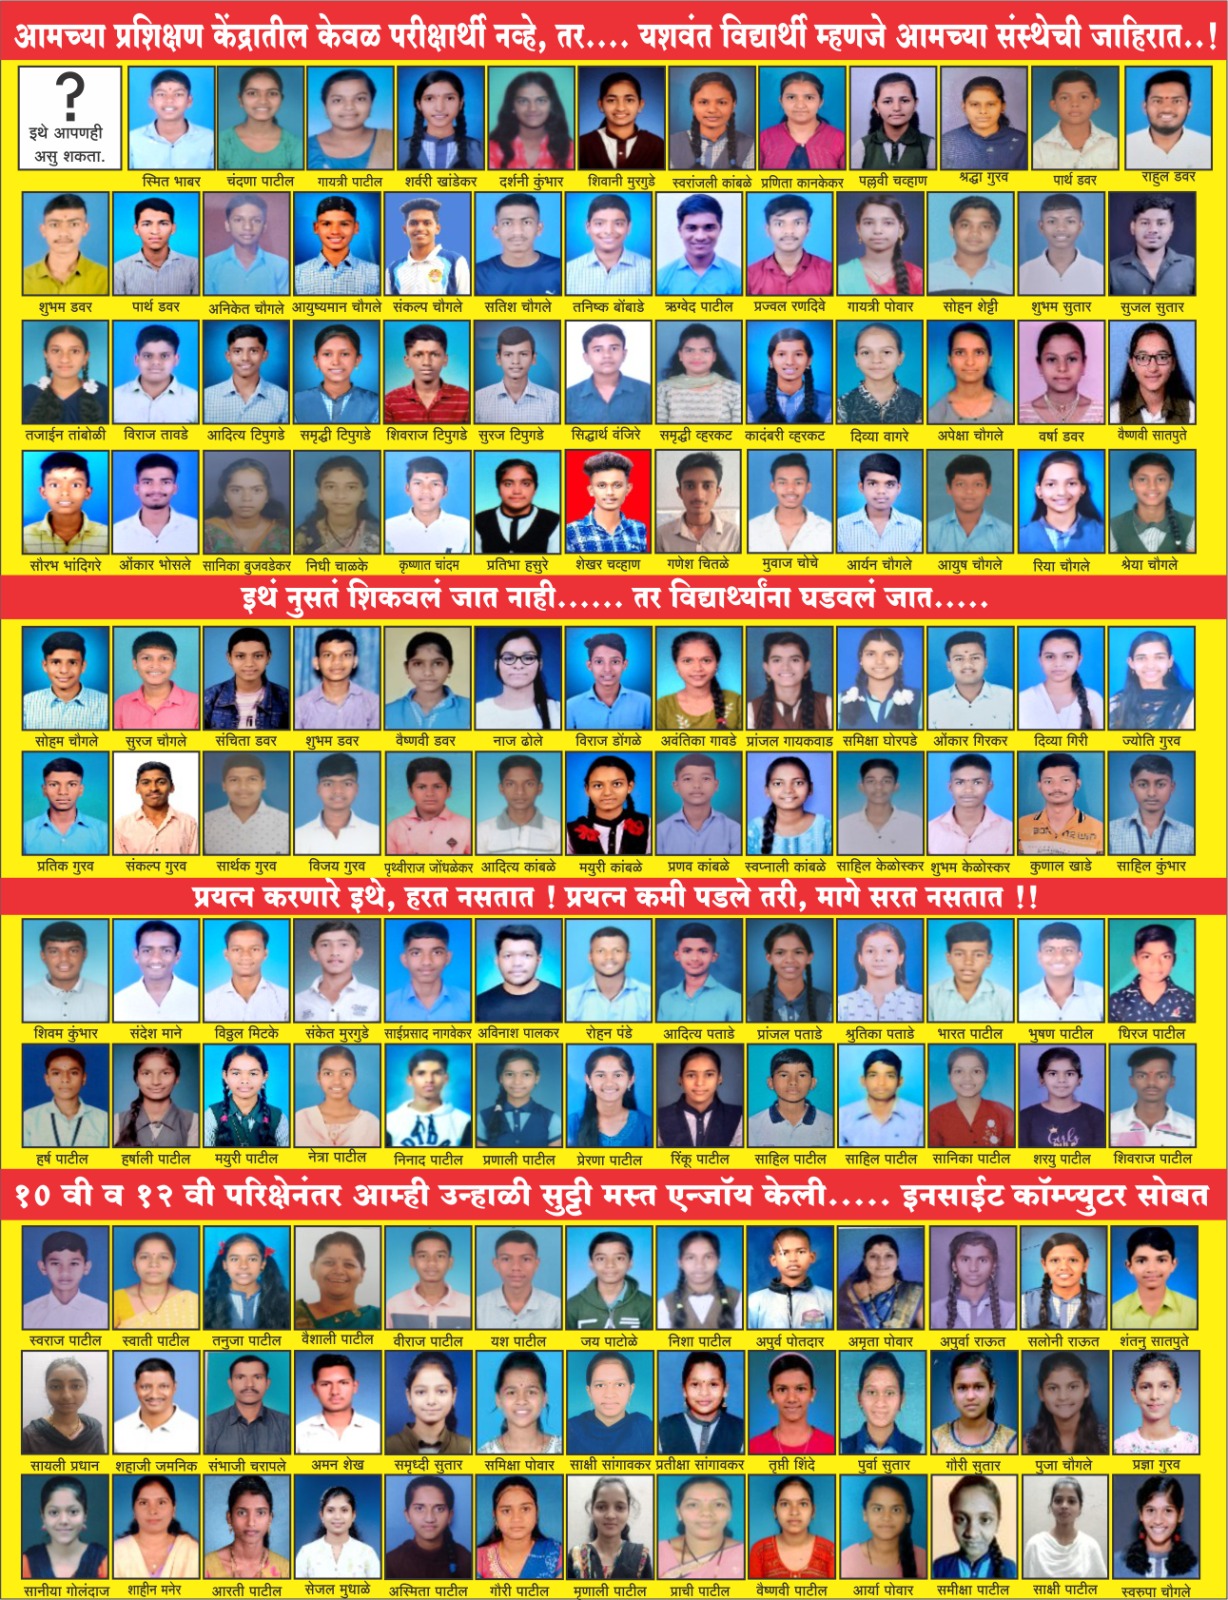 आमच्या प्रशिक्षण केंद्रातील केवळ परीक्षार्थी नव्हे, तर.... यशवंत विद्यार्थी म्हणजे आमच्या संस्थेची जाहिरात..!
?
इथे आपणही
असु शकता.
स्मित भाबर चंदणा पाटील गायत्री पाटील शर्वरी खांडेकर दर्शनी कुंभार शिवानी मुरगुडे स्वरांजली कांबळे प्रणिता कानकेकर पल्लवी चव्हाण श्रद्धा गुरव पार्थ डवर राहुल डवर
शुभम डवर पार्थ डवर अनिकेत चौगले आयुष्यमान चौगले संकल्प चौगले सतिश चौगले तनिष्क बोंबाडे ऋग्वेद पाटील प्रज्वल रणदिवे गायत्री पोवार सोहन शेट्टी शुभम सुतार सुजल सुतार
तजाईन तांबोळी विराज तावडे आदित्य टिपुगडे समृद्धी टिपुगडे शिवराज टिपुगडे सुरज टिपुगडे सिद्धार्थ वंजिरे समृद्धी व्हरकट कादंबरी व्हरकट दिव्या वागरे अपेक्षा चौगले वर्षा डवर वैष्णवी सातपुते
सौरभ भांदिगरे ओंकार भोसले सानिका बुजवडेकर निधी चाळके कृष्णात चांदम प्रतिभा हसुरे शेखर चव्हाण गणेश चितळे मुवाज चोचे आर्यन चौगले आयुष चौगले रिया चौगले श्रेया चौगले
इथं नुसतं शिकवलं जात नाही...... तर विद्यार्थ्यांना घडवलं जात.....
सोहम चौगले सुरज चौगले संचिता डवर शुभम डवर वैष्णवी डवर नाज ढोले विराज डोंगळे अवंतिका गावडे प्रांजल गायकवाड समिक्षा घोरपडे ओंकार गिरकर दिव्या गिरी ज्योति गुरव
प्रतिक गुरव संकल्प गुरव सार्थक गुरव विजय गुरव पृथ्वीराज जोंधळेकर आदित्य कांबळे मयुरी कांबळे प्रणव कांबळे स्वप्नाली कांबळे साहिल केळोस्कर शुभम केळोस्कर कुणाल खाडे साहिल कुंभार
प्रयत्न करणारे इथे, हरत नसतात ! प्रयत्न कमी पडले तरी, मागे सरत नसतात !!
शिवम कुंभार संदेश माने विठ्ठल मिटके संकेत मुरगुडे साईप्रसाद नागवेकर अविनाश पालकर रोहन पंडे आदित्य पताडे प्रांजल पताडे श्रुतिका पताडे भारत पाटील भुषण पाटील धिरज पाटील
हर्ष पाटील हर्षाली पाटील मयुरी पाटील नेत्रा पाटील निनाद पाटील प्रणाली पाटील प्रेरणा पाटील रिंकू पाटील साहिल पाटील साहिल पाटील सानिका पाटील शरयु पाटील शिवराज पाटील
१० वी व १२ वी परिक्षेनंतर आम्ही उन्हाळी सुट्टी मस्त एन्जॉय केली..... इनसाईट कॉम्प्युटर सोबत
स्वराज पाटील स्वाती पाटील तनुजा पाटील वैशाली पाटील वीराज पाटील यश पाटील जय पाटोळे निशा पाटील अपुर्व पोतदार अमृता पोवार अपुर्वा राऊत सलोनी राऊत शंतनु सातपुते
सायली प्रधान शहाजी जमनिक संभाजी चरापले अमन शेख समृध्दी सुतार समिक्षा पोवार साक्षी सांगावकर प्रतीक्षा सांगावकर तृप्ती शिंदे पुर्वा सुतार गौरी सुतार पुजा चौगले प्रज्ञा गुरव
सानीया गोलंदाज शाहीन मनेर आरती पाटील सेजल मुधाळे अस्मिता पाटील गौरी पाटील मृणाली पाटील प्राची पाटील वैष्णवी पाटील आर्या पोवार समीक्षा पाटील साक्षी पाटील स्वरुपा चौगले